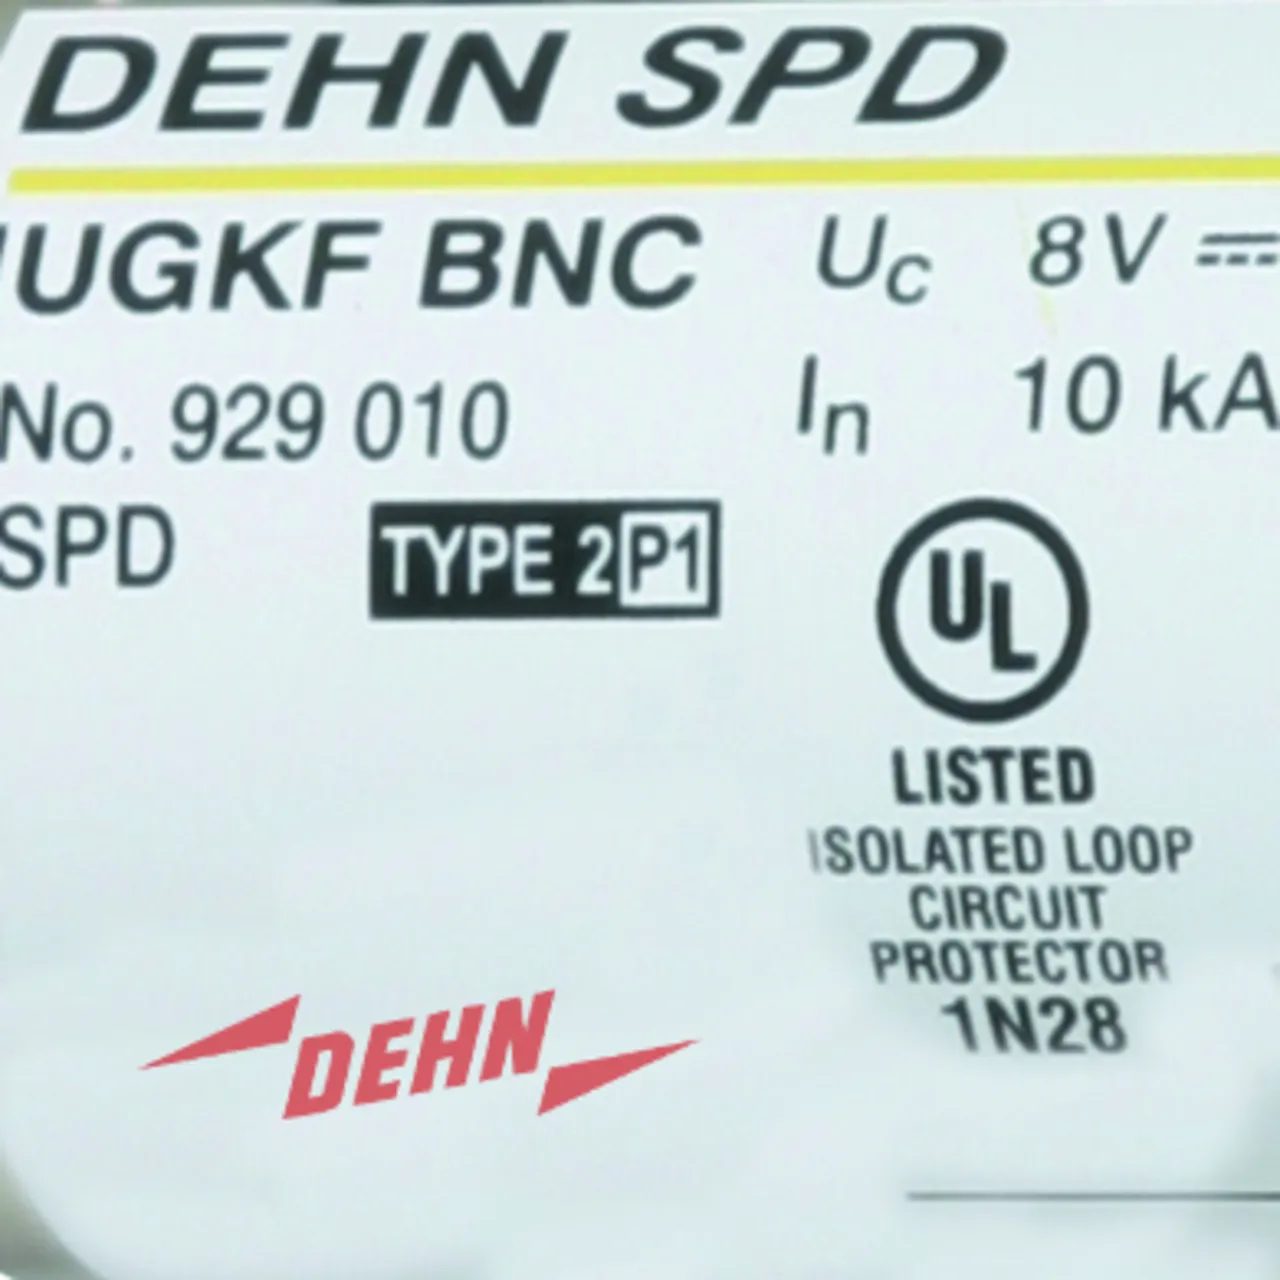 DEHN SPD
UGKF BNC
Uc 8 V ⎓
No. 929 010
In 10 kA
SPD TYPE 2 P1
UL
LISTED
ISOLATED LOOP
CIRCUIT
PROTECTOR
1N28
DEHN